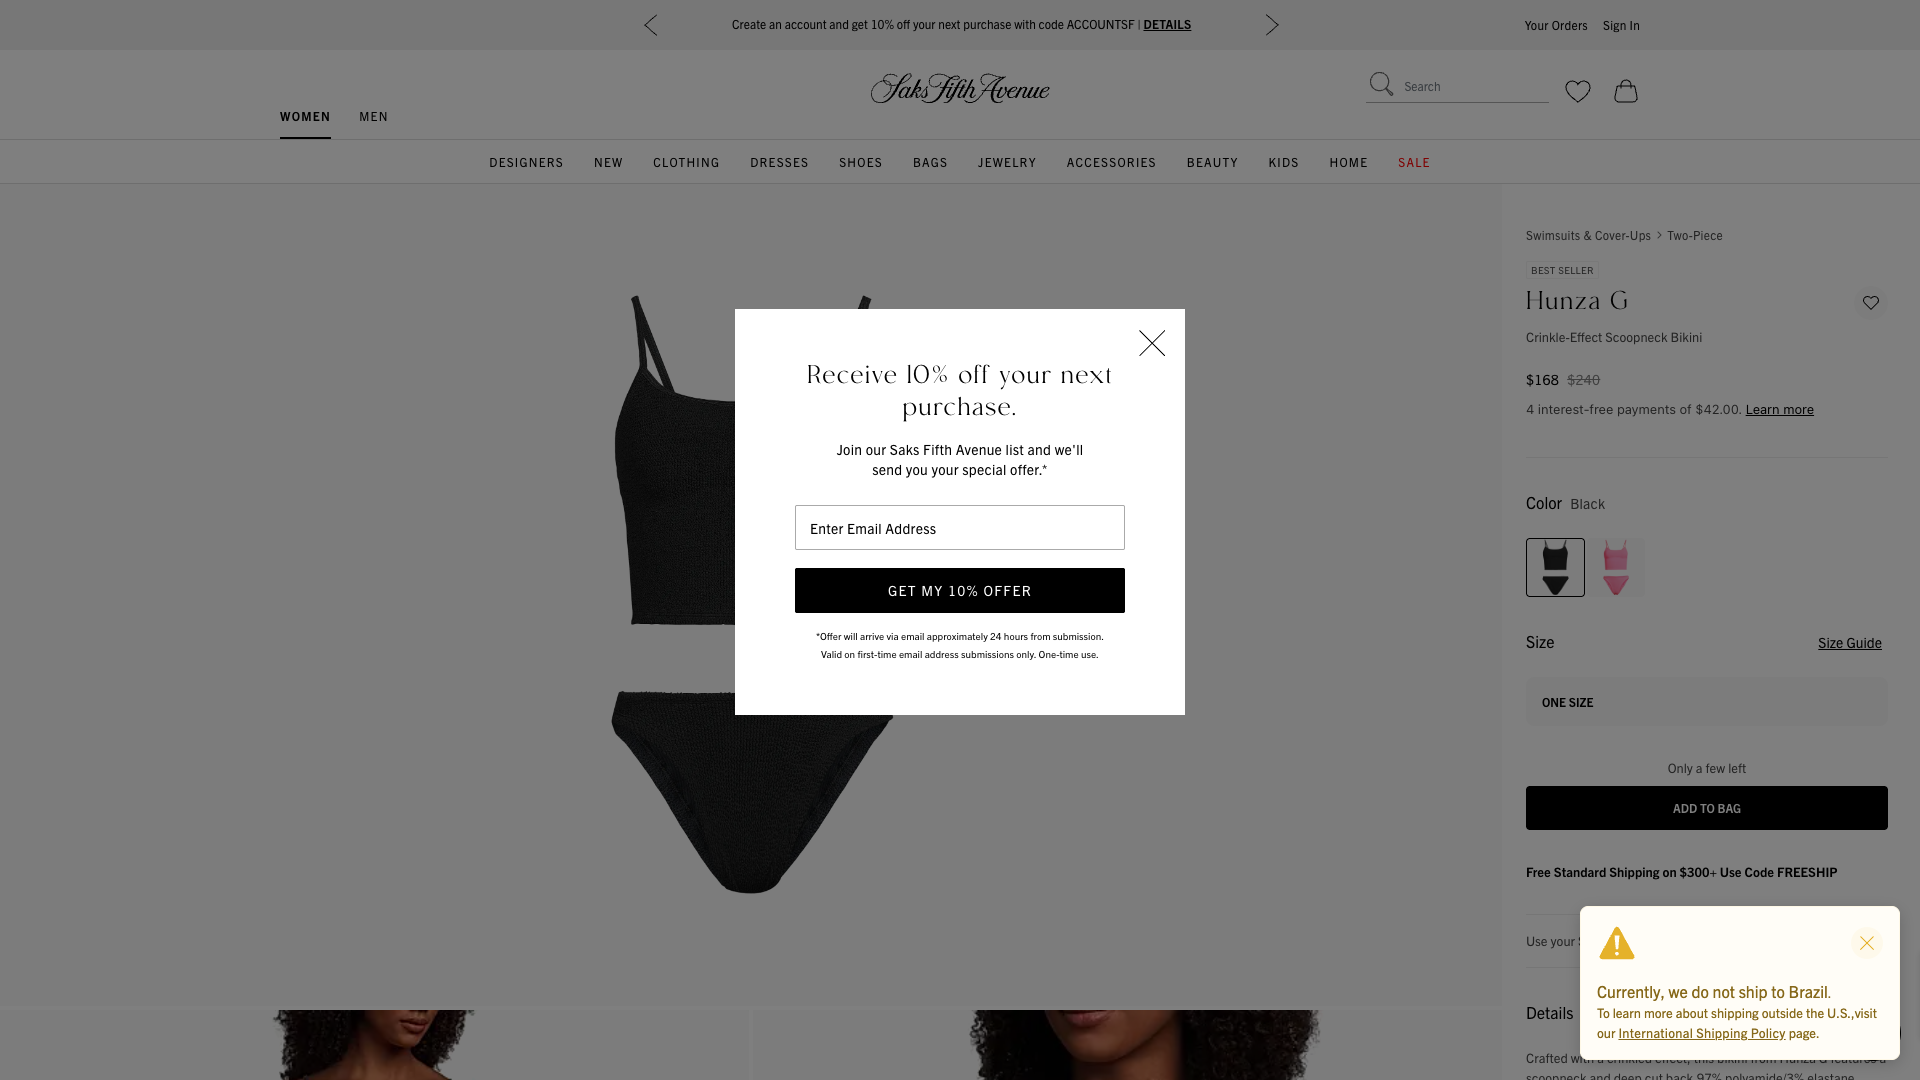 Create an account and get 10% off your next purchase with code ACCOUNTSF | DETAILS
Your Orders
Sign In
Saks Fifth Avenue
Search
WOMEN
MEN
DESIGNERS
NEW
CLOTHING
DRESSES
SHOES
BAGS
JEWELRY
ACCESSORIES
BEAUTY
KIDS
HOME
SALE
Swimsuits & Cover-Ups > Two-Piece
BEST SELLER
Hunza G
Crinkle-Effect Scoopneck Bikini
$168 $240
4 interest-free payments of $42.00. Learn more
Color Black
Size
Size Guide
ONE SIZE
Only a few left
ADD TO BAG
Free Standard Shipping on $300+ Use Code FREESHIP
Use your
Details
Receive 10% off your next
purchase.
Join our Saks Fifth Avenue list and we'll
send you your special offer.*
Enter Email Address
GET MY 10% OFFER
*Offer will arrive via email approximately 24 hours from submission.
Valid on first-time email address submissions only. One-time use.
Currently, we do not ship to Brazil.
To learn more about shipping outside the U.S.,visit
our International Shipping Policy page.
Crafted with a crinkled effect, this bikini from Hunza G features a
scoopneck and deep cut back 97% polyamide/3% elastane